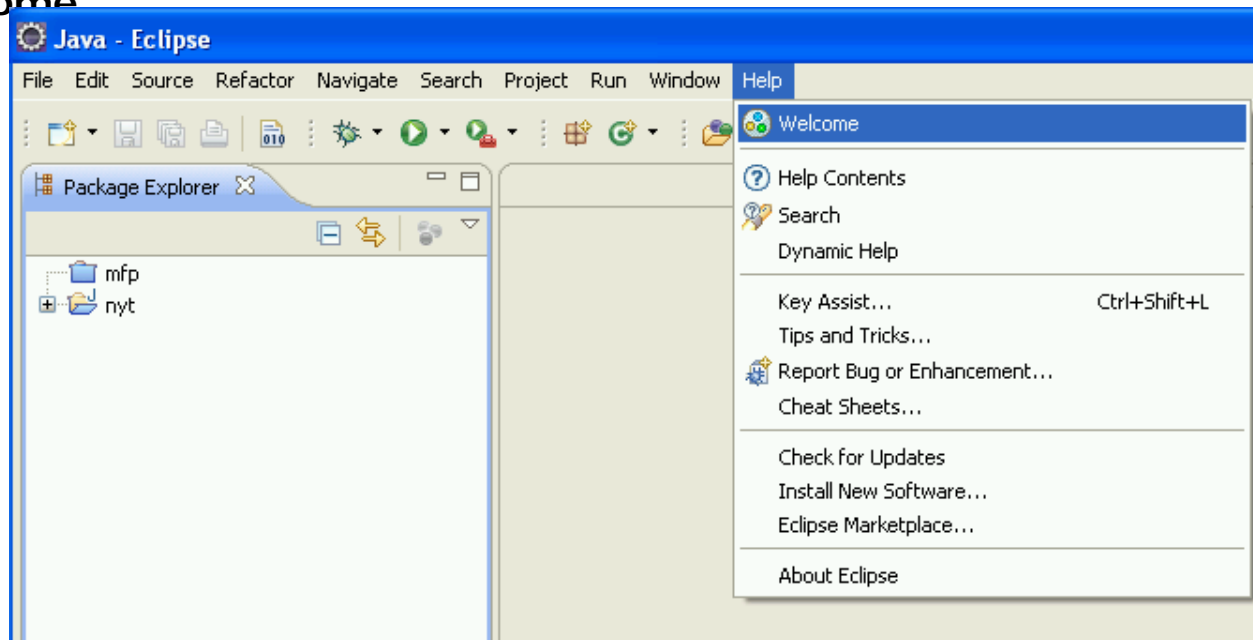 Java - Eclipse
File Edit Source Refactor Navigate Search Project Run Window Help
010
Package Explorer
mfp
nyt
Welcome
Help Contents
Search
Dynamic Help
Key Assist... Ctrl+Shift+L
Tips and Tricks...
Report Bug or Enhancement...
Cheat Sheets...
Check for Updates
Install New Software...
Eclipse Marketplace...
About Eclipse